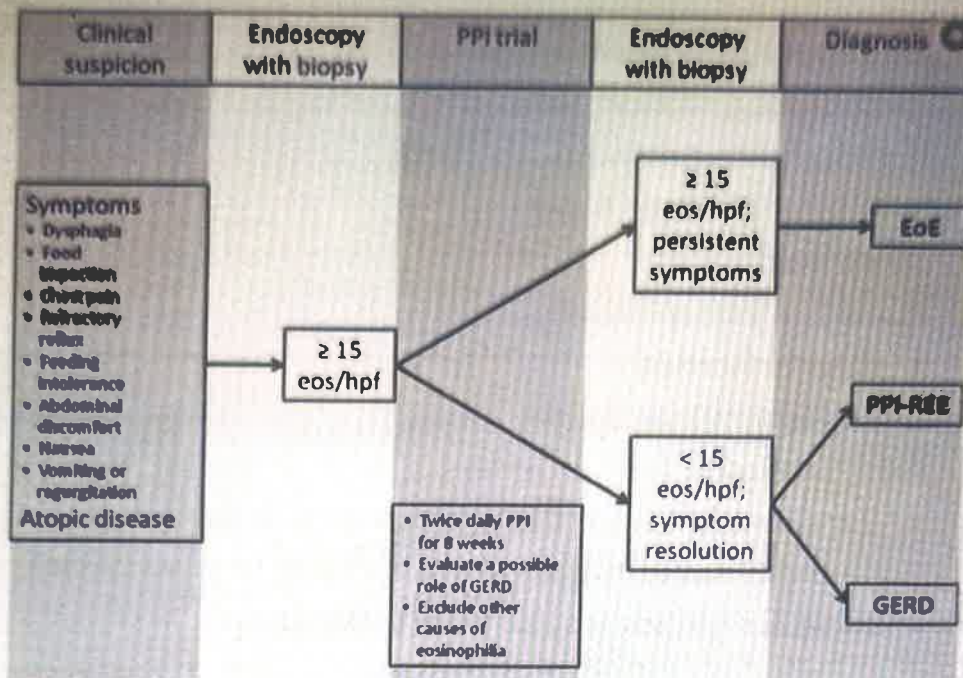 Clinical
suspicion
Endoscopy
with biopsy
PPI trial
Endoscopy
with biopsy
Diagnosis
Symptoms
• Dysphagia
• Food
impaction
• Chest pain
• Refractory
reflux
• Feeding
intolerance
• Abdominal
discomfort
• Nausea
• Vomiting or
regurgitation
Atopic disease
≥ 15
eos/hpf
• Twice daily PPI
for 8 weeks
• Evaluate a possible
role of GERD
• Exclude other
causes of
eosinophilia
≥ 15
eos/hpf;
persistent
symptoms
< 15
eos/hpf;
symptom
resolution
EoE
PPI-REE
GERD